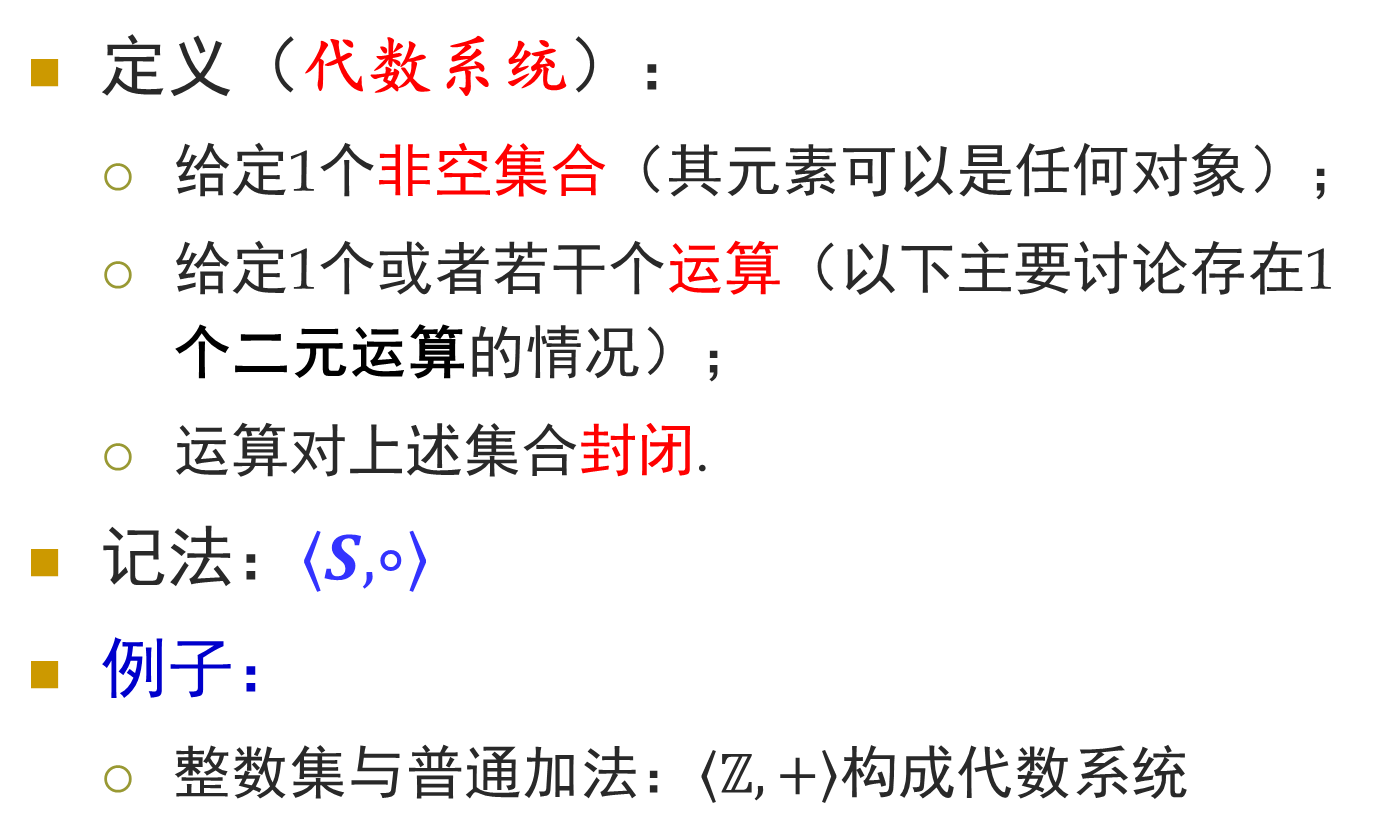 定义（代数系统）：
给定1个非空集合（其元素可以是任何对象）；
给定1个或者若干个运算（以下主要讨论存在1
个二元运算的情况）；
运算对上述集合封闭.
记法：⟨S,∘⟩
例子：
整数集与普通加法：⟨ℤ, +⟩构成代数系统